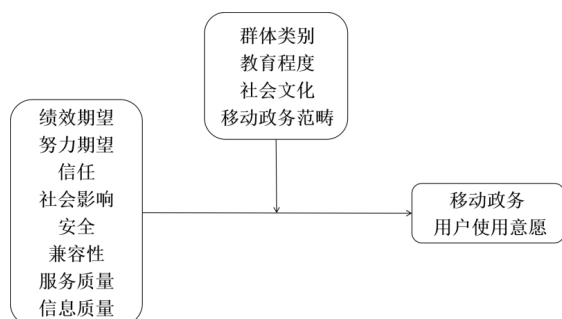 群体类别
教育程度
社会文化
移动政务范畴
绩效期望
努力期望
信任
社会影响
安全
兼容性
服务质量
信息质量
移动政务
用户使用意愿